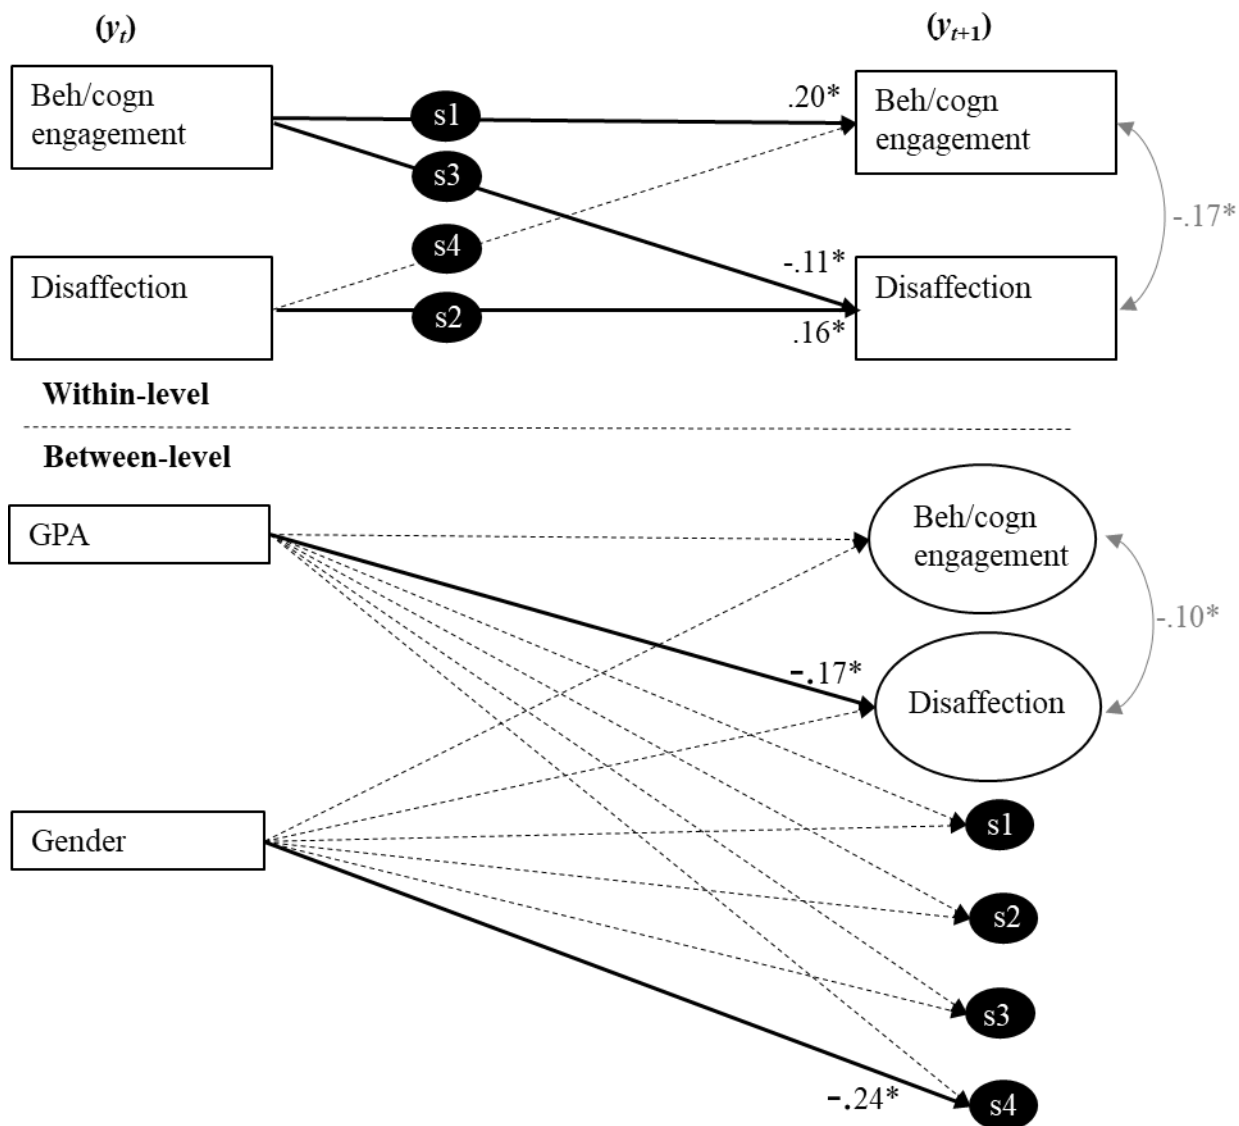 (yt)
(yt+1)
Beh/cogn
engagement
s1
.20*
Beh/cogn
engagement
s3
-.17*
s4
-.11*
Disaffection
Disaffection
s2
.16*
Within-level
Between-level
GPA
Beh/cogn
engagement
-.10*
-.17*
Disaffection
Gender
s1
s2
s3
-.24*
s4